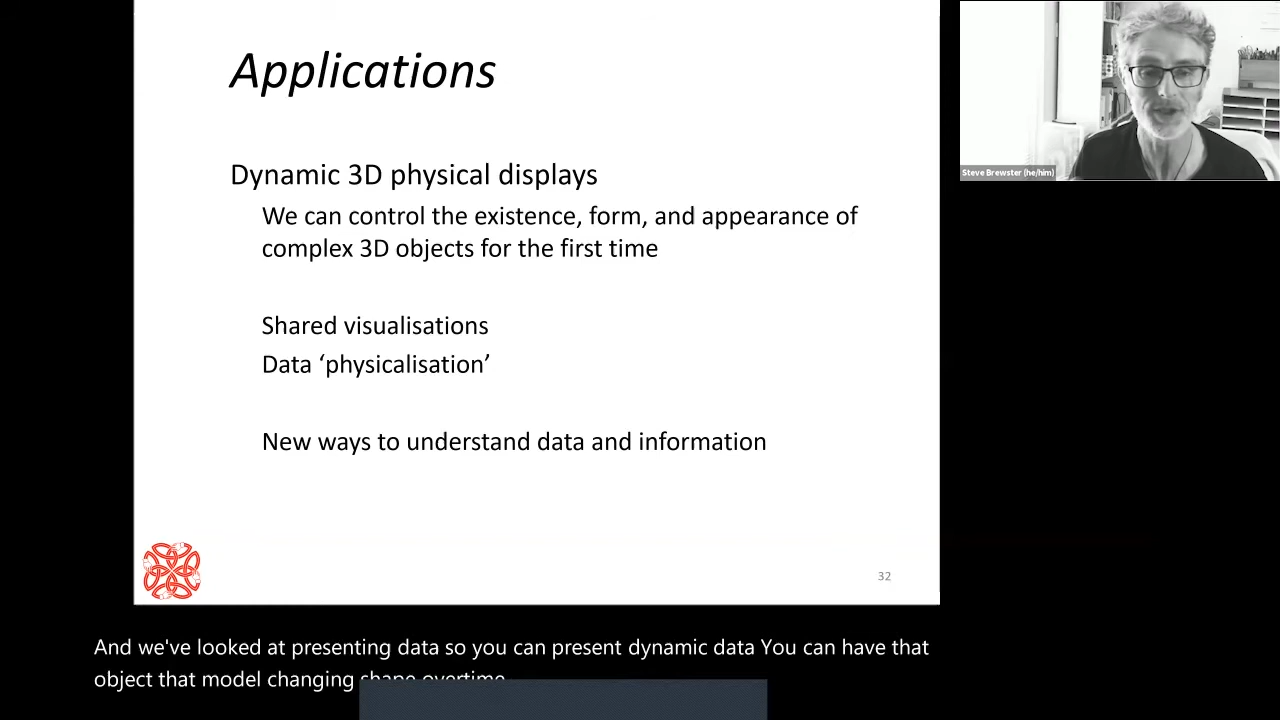 Applications
Dynamic 3D physical displays
We can control the existence, form, and appearance of
complex 3D objects for the first time
Shared visualisations
Data ‘physicalisation’
New ways to understand data and information
32
Steve Brewster (he/him)
And we've looked at presenting data so you can present dynamic data You can have that
object that model changing shape overtime